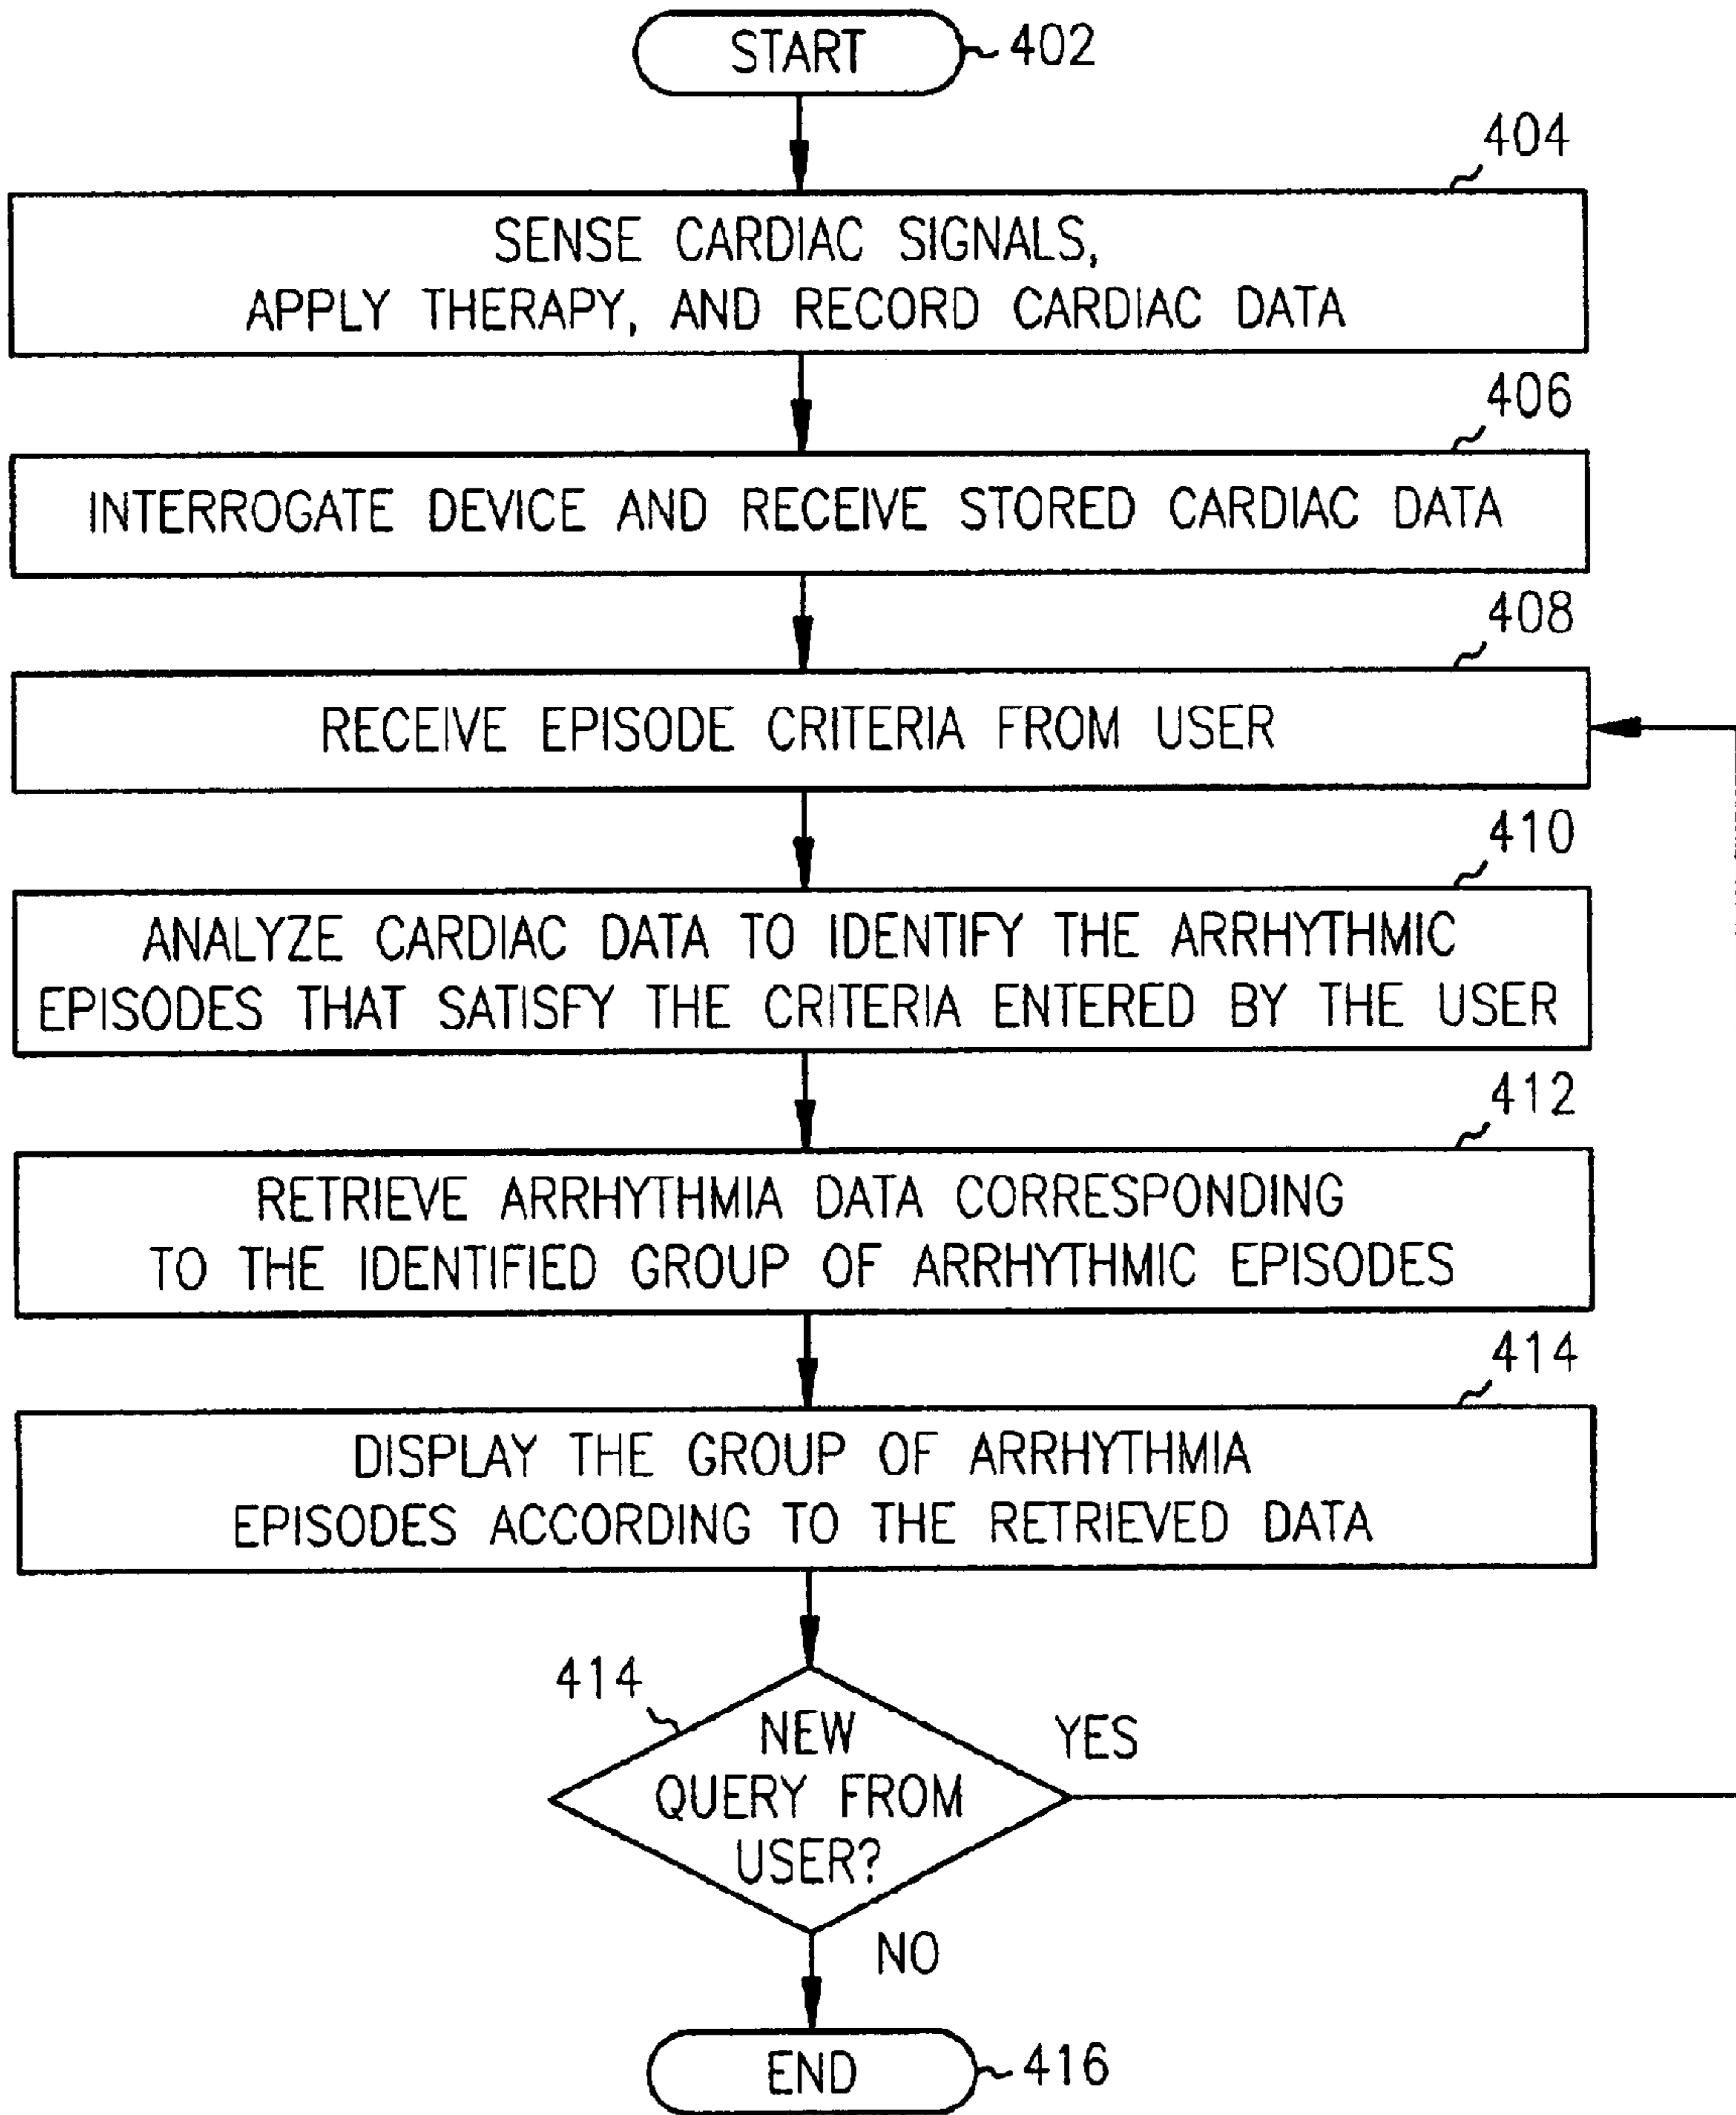 START
402
404
SENSE CARDIAC SIGNALS,
APPLY THERAPY, AND RECORD CARDIAC DATA
406
INTERROGATE DEVICE AND RECEIVE STORED CARDIAC DATA
408
RECEIVE EPISODE CRITERIA FROM USER
410
ANALYZE CARDIAC DATA TO IDENTIFY THE ARRHYTHMIC
EPISODES THAT SATISFY THE CRITERIA ENTERED BY THE USER
412
RETRIEVE ARRHYTHMIA DATA CORRESPONDING
TO THE IDENTIFIED GROUP OF ARRHYTHMIC EPISODES
414
DISPLAY THE GROUP OF ARRHYTHMIA
EPISODES ACCORDING TO THE RETRIEVED DATA
414
NEW
QUERY FROM
USER?
YES
NO
END
416